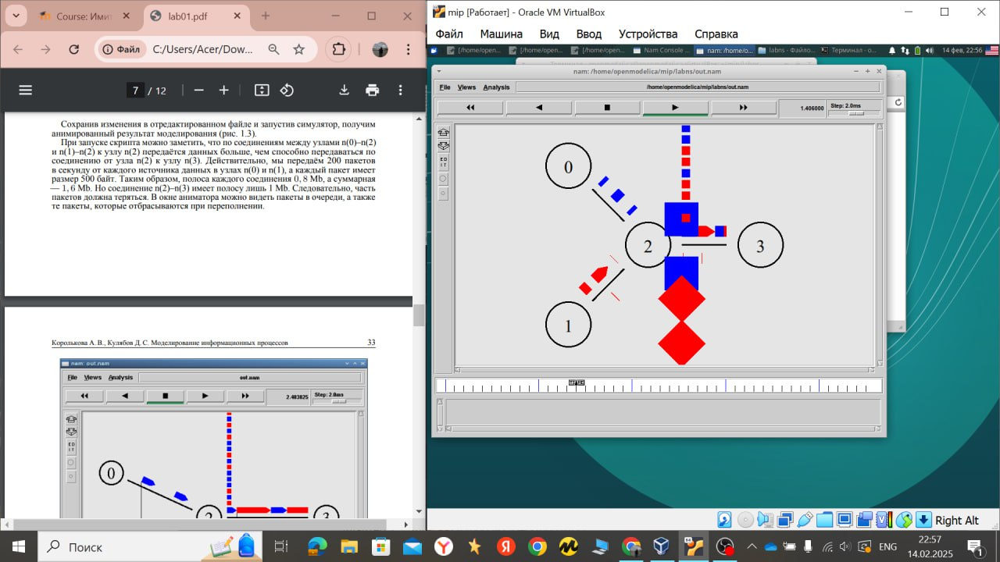 Course: Ими
lab01.pdf
Файл
C:/Users/Acer/Dow...
7 / 12
Сохранив изменения в отредактированном файле и запустив симулятор, получим
анимированный результат моделирования (рис. 1.3).
При запуске скрипта можно заметить, что по соединениям между узлами n(0)–n(2)
и n(1)–n(2) к узлу n(2) передаётся данных больше, чем способно передаваться по
соединению от узла n(2) к узлу n(3). Действительно, мы передаём 200 пакетов
в секунду от каждого источника данных в узлах n(0) и n(1), а каждый пакет имеет
размер 500 байт. Таким образом, полоса каждого соединения 0, 8 Mb, а суммарная
— 1, 6 Mb. Но соединение n(2)–n(3) имеет полосу лишь 1 Mb. Следовательно, часть
пакетов должна теряться. В окне аниматора можно видеть пакеты в очереди, а также
те пакеты, которые отбрасываются при переполнении.
Королькова А. В., Кулябов Д. С. Моделирование информационных процессов
33
nam: out.nam
File Views Analysis
out.nam
2.403825
Step: 2.0ms
E D
I T
0
2
3
mip [Работает] - Oracle VM VirtualBox
Файл Машина Вид Ввод Устройства Справка
[/home/open...
[/home/open...
[/home/open...
Nam Console ...
nam: /home/o...
labns - Файло...
Терминал - o...
14 фев, 22:56
nam: /home/openmodelica/mip/labns/out.nam
File Views Analysis
/home/openmodelica/mip/labns/out.nam
1.406000
Step: 2.0ms
E D
I T
0
2
3
1
Right Alt
Поиск
ENG
22:57
14.02.2025
1